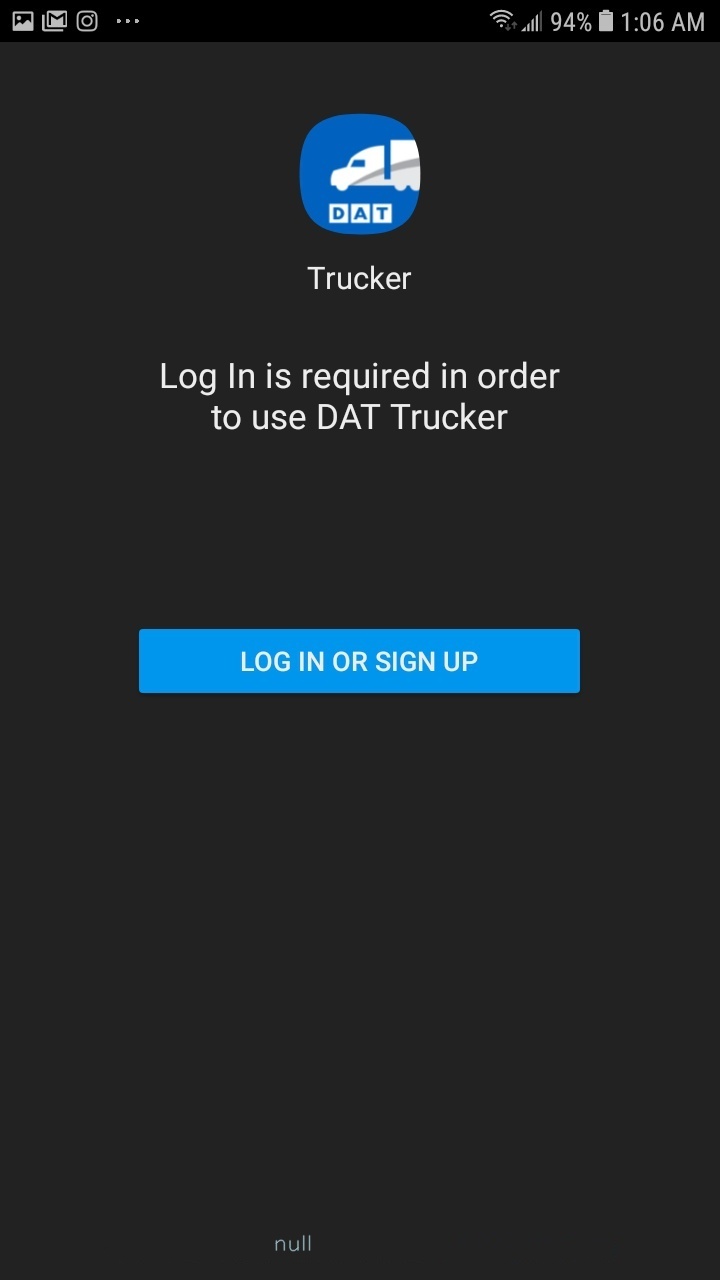 94% 1:06 AM
DAT
Trucker
Log In is required in order
to use DAT Trucker
LOG IN OR SIGN UP
null